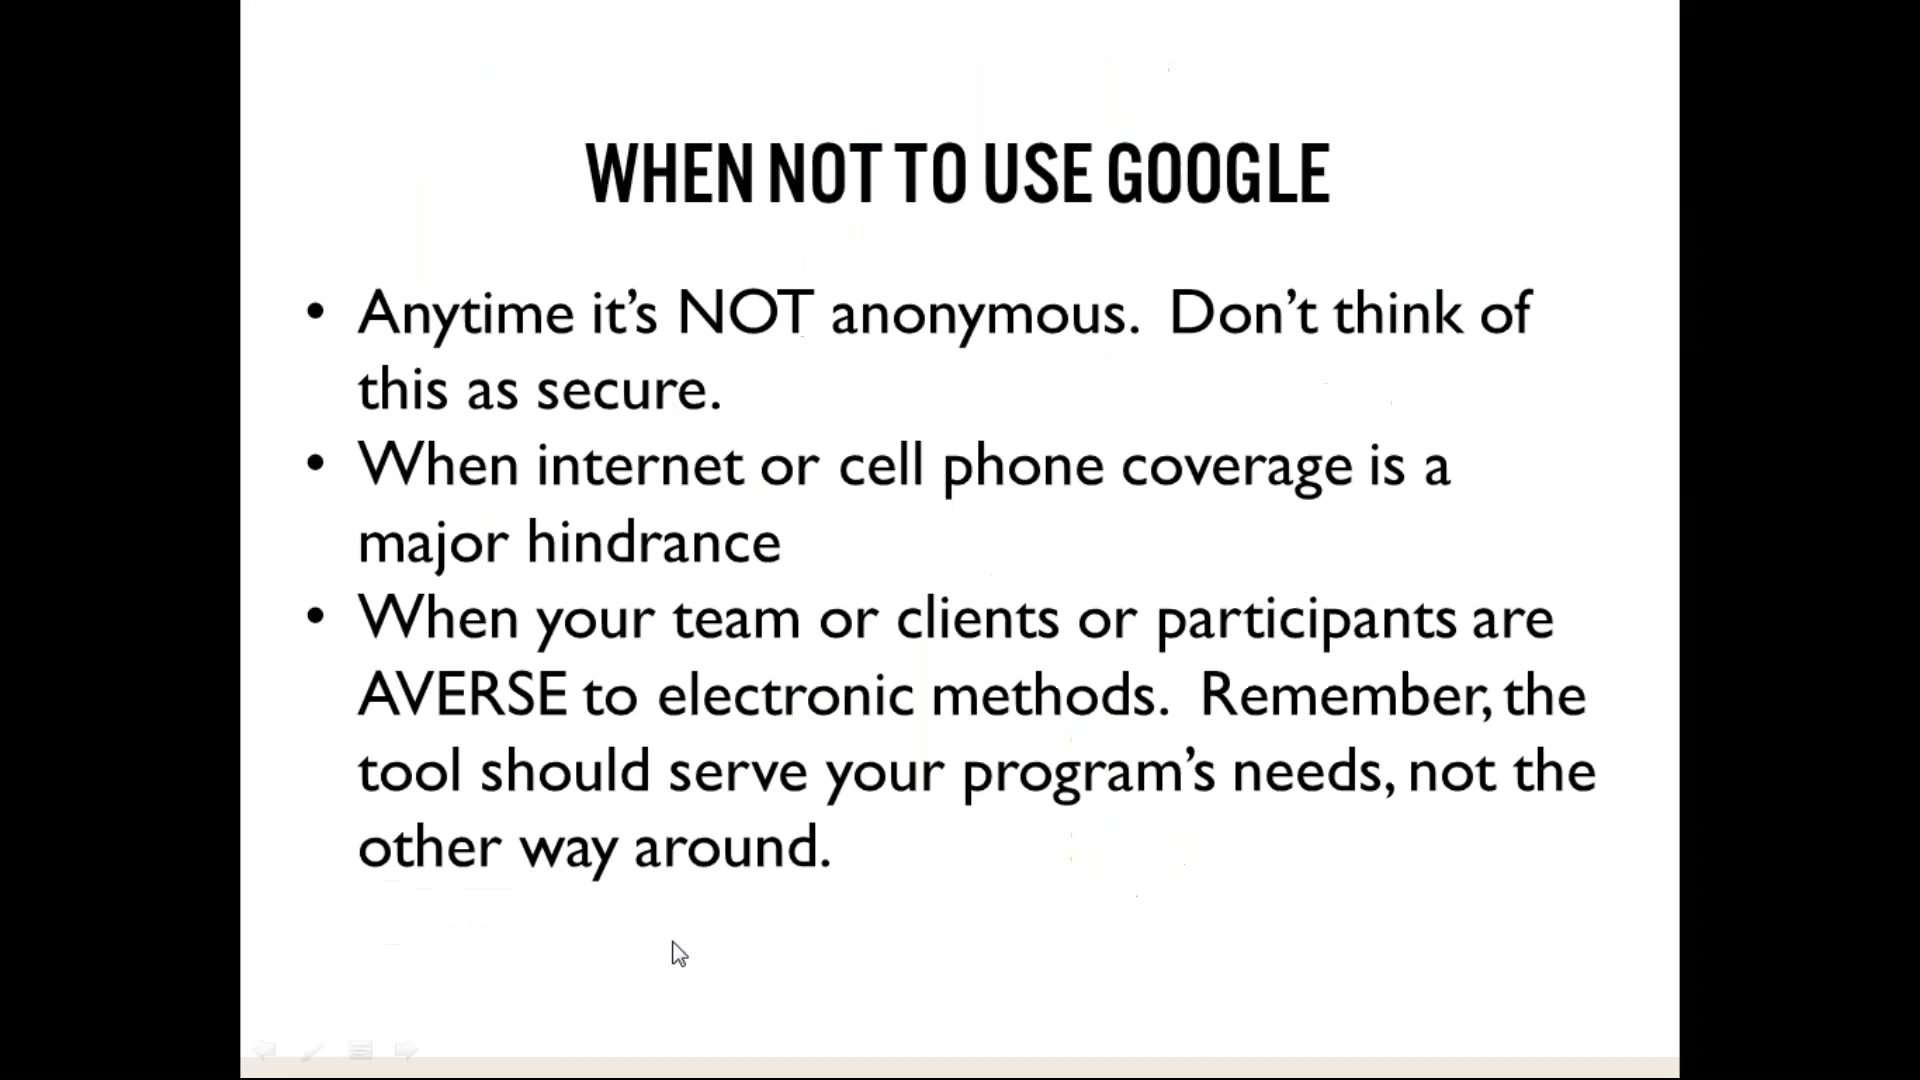 WHEN NOT TO USE GOOGLE
• Anytime it’s NOT anonymous.  Don’t think of
this as secure.
• When internet or cell phone coverage is a
major hindrance
• When your team or clients or participants are
AVERSE to electronic methods.  Remember, the
tool should serve your program’s needs, not the
other way around.